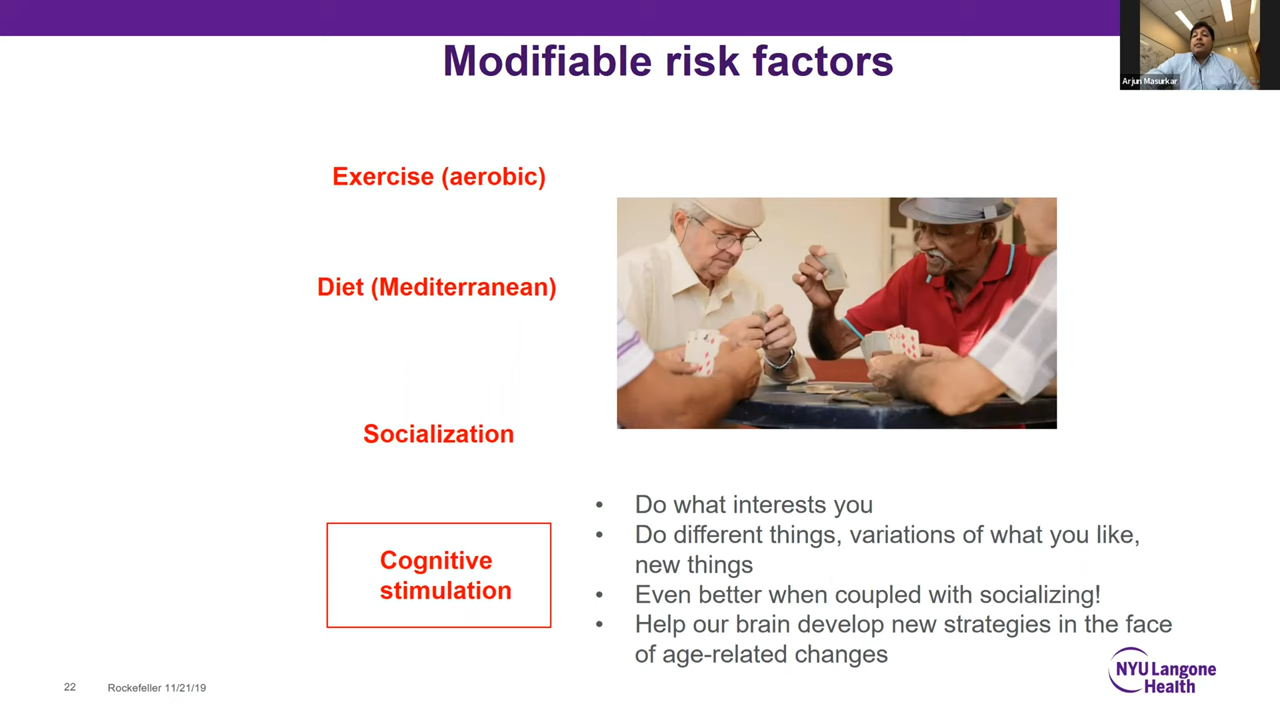 Modifiable risk factors
Arjun Masurkar
Exercise (aerobic)
Diet (Mediterranean)
Socialization
Cognitive
stimulation
• Do what interests you
• Do different things, variations of what you like,
new things
• Even better when coupled with socializing!
• Help our brain develop new strategies in the face
of age-related changes
22
Rockefeller 11/21/19
NYU Langone
Health